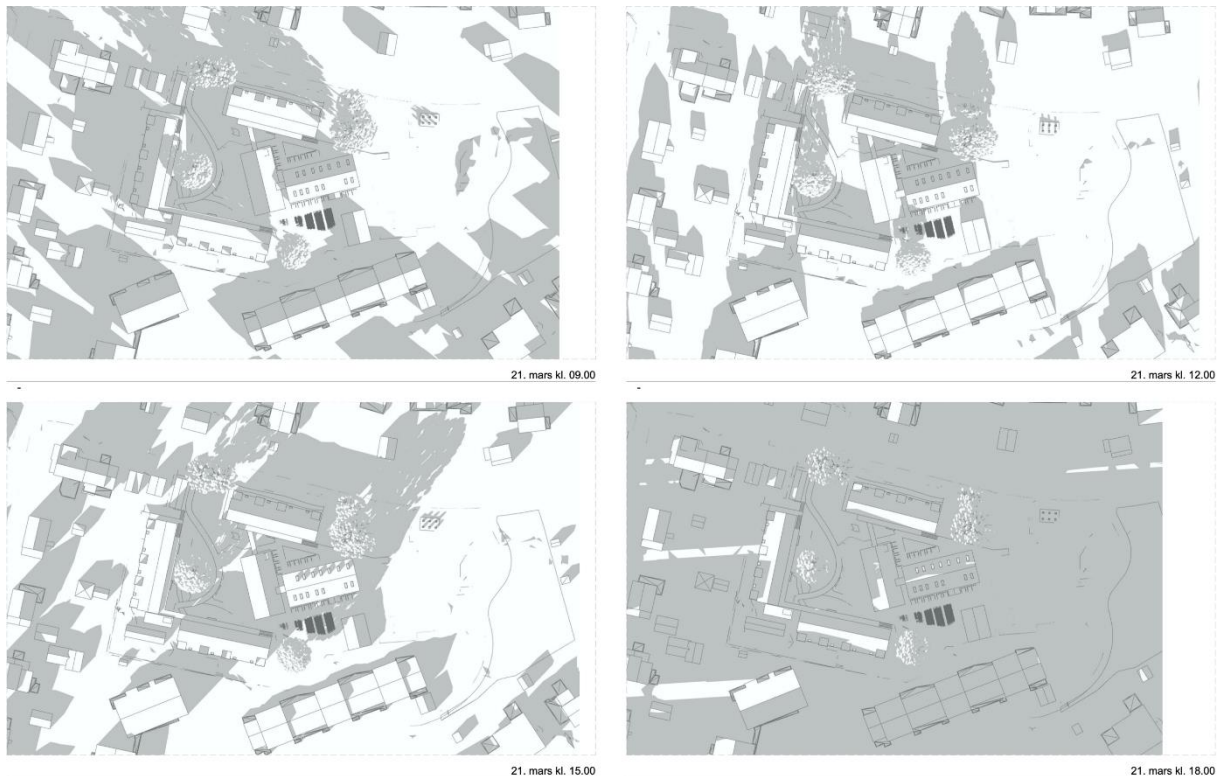 21. mars kl. 09.00
21. mars kl. 12.00
-
-
21. mars kl. 15.00
21. mars kl. 18.00